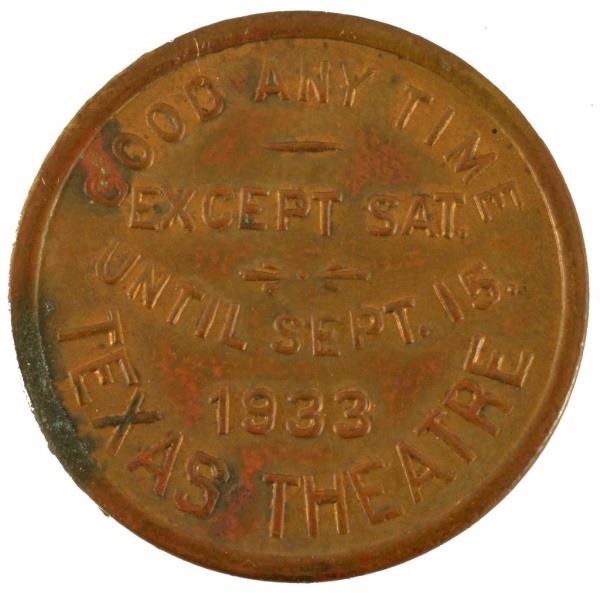 GOOD ANY TIME
EXCEPT SAT.
UNTIL SEPT. 15.
1933
TEXAS THEATRE